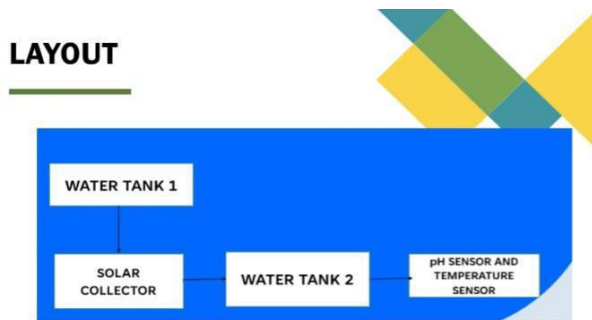 LAYOUT
WATER TANK 1
SOLAR
COLLECTOR
WATER TANK 2
pH SENSOR AND
TEMPERATURE
SENSOR